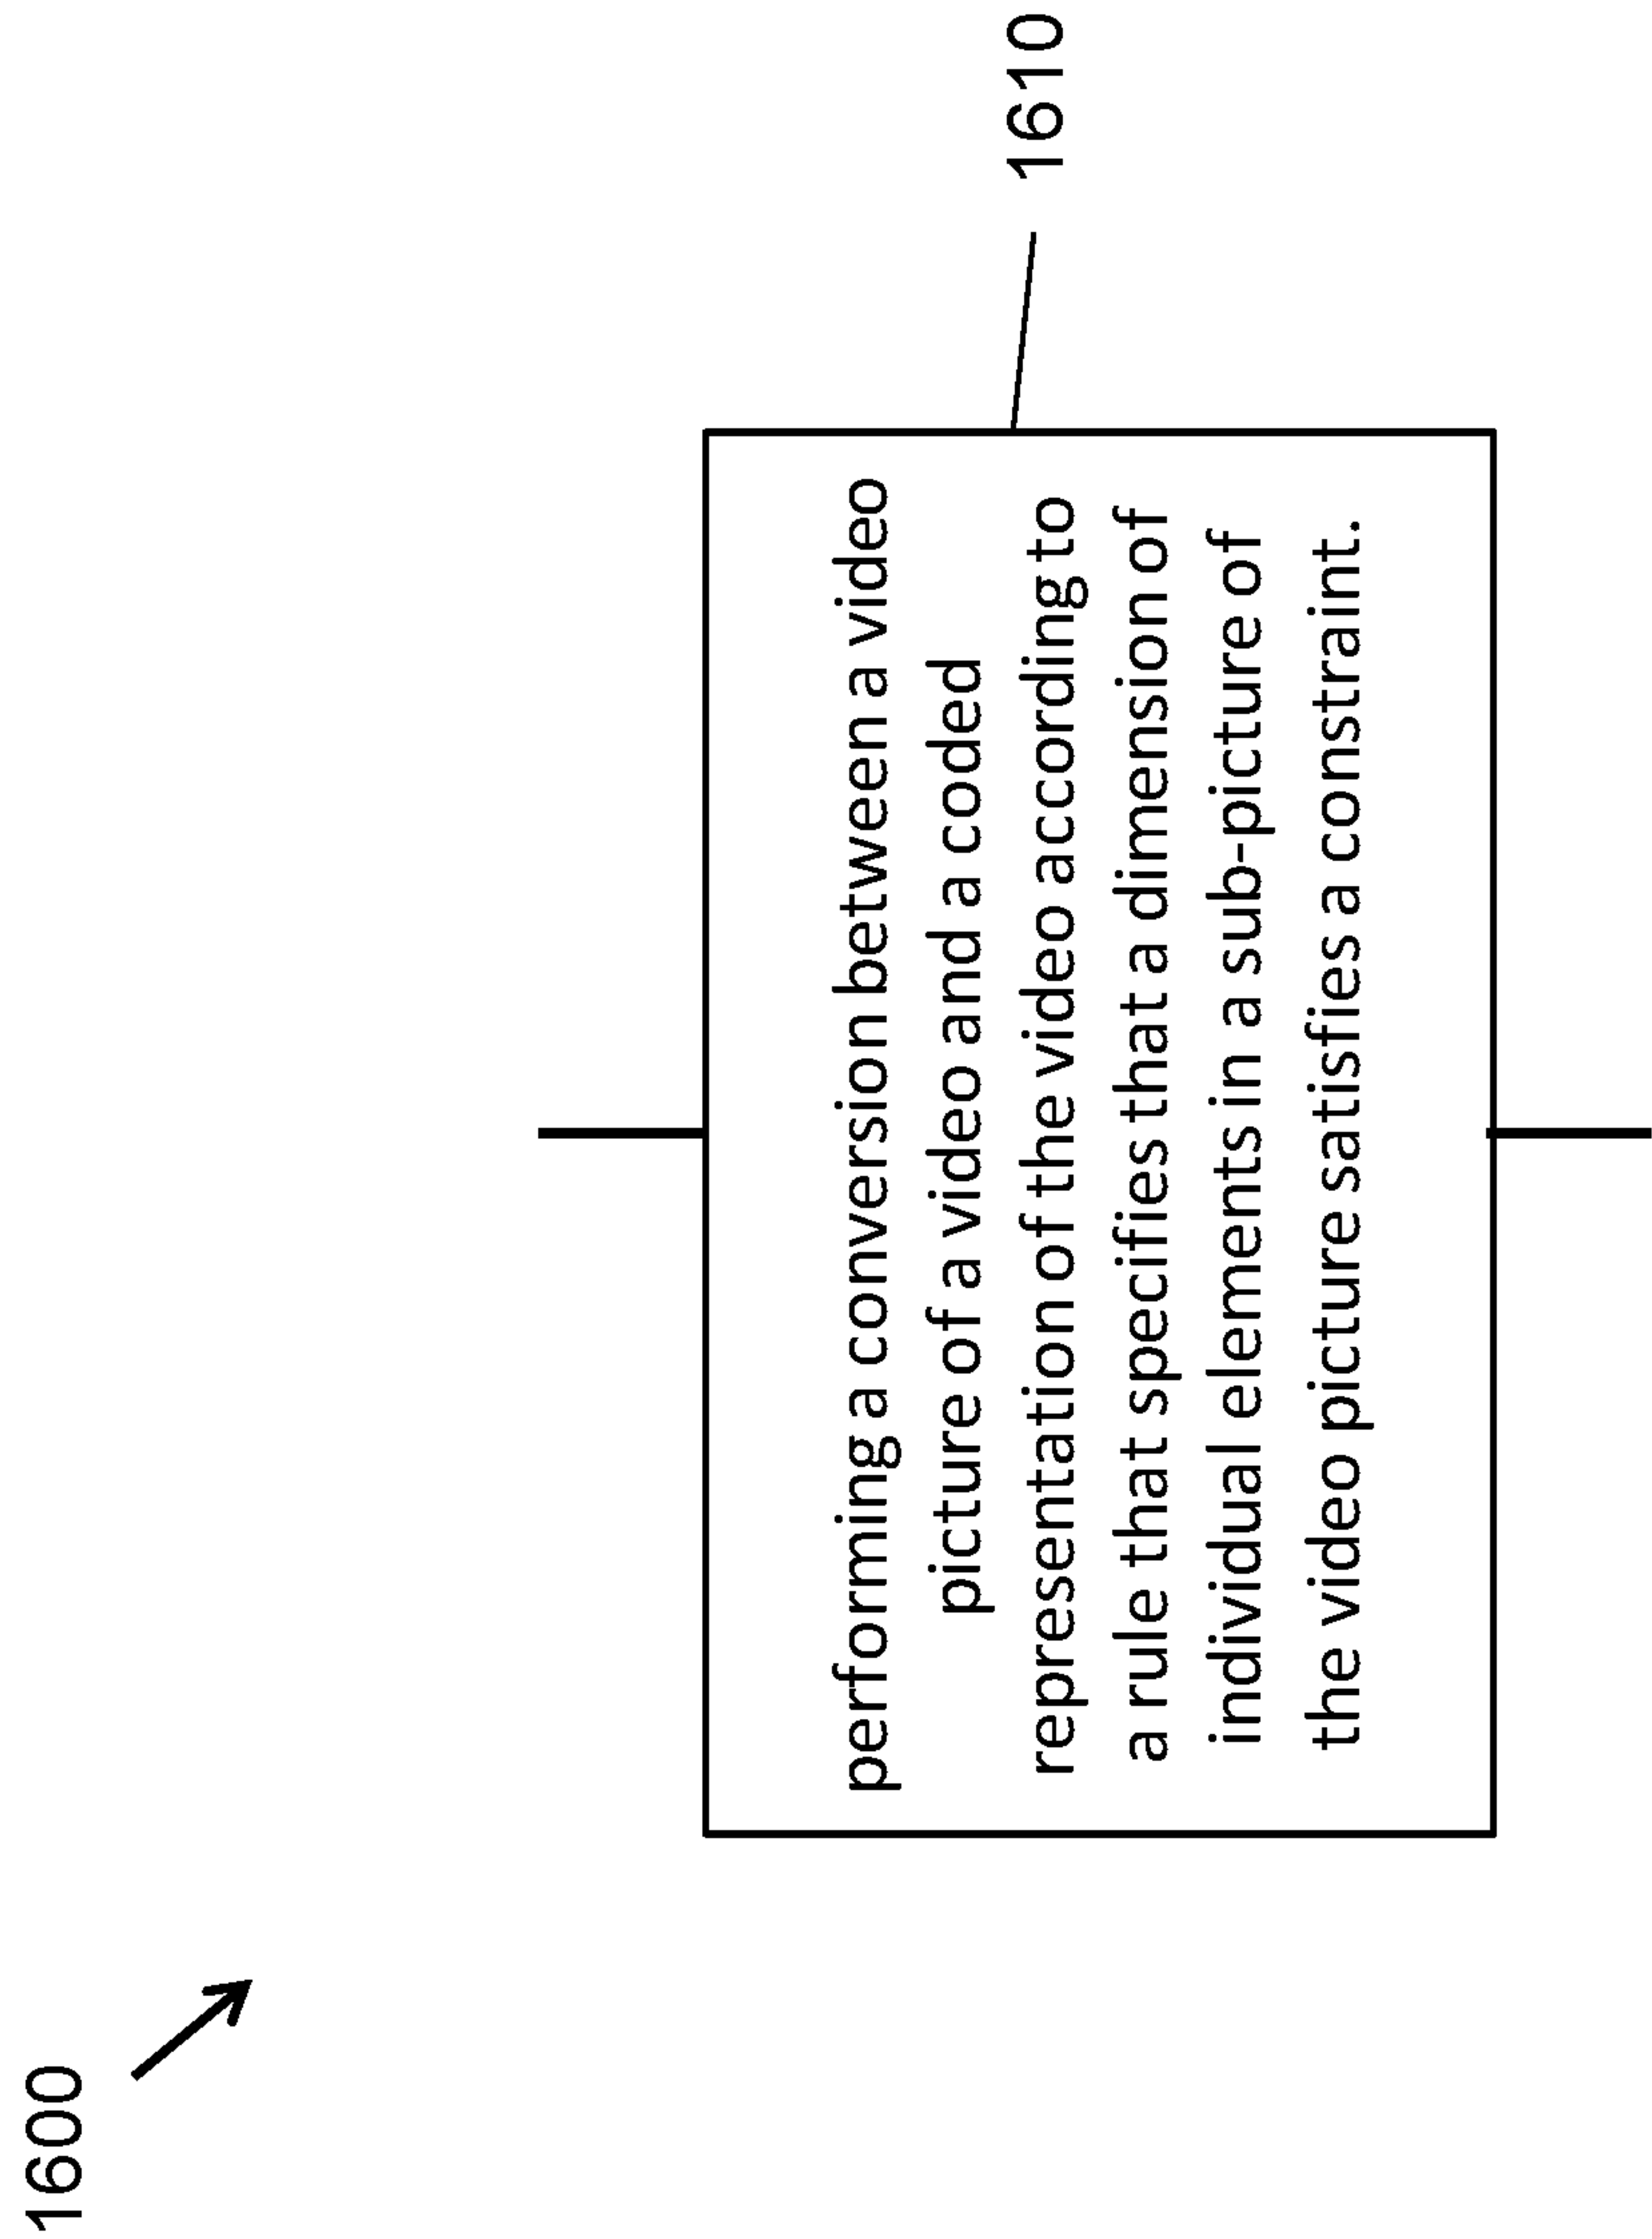 1600
performing a conversion between a video
picture of a video and a coded
representation of the video according to
a rule that specifies that a dimension of
individual elements in a sub-picture of
the video picture satisfies a constraint.
1610